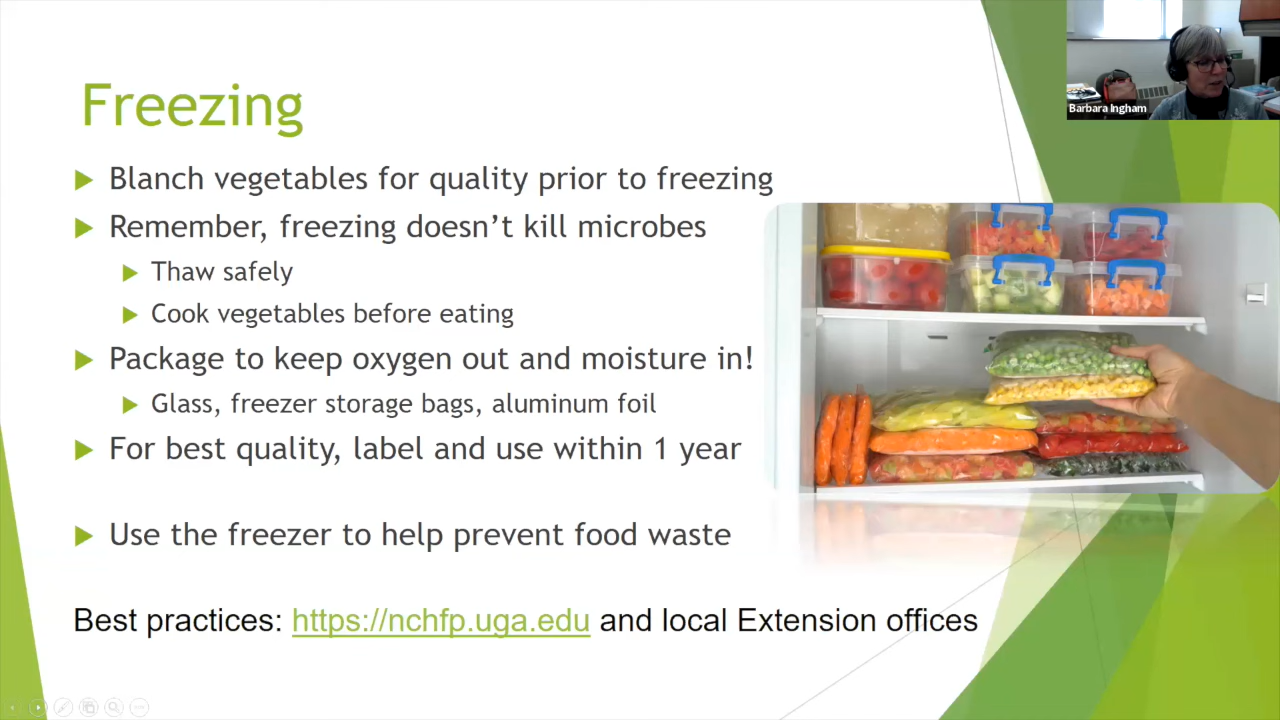 Freezing
Blanch vegetables for quality prior to freezing
Remember, freezing doesn’t kill microbes
Thaw safely
Cook vegetables before eating
Package to keep oxygen out and moisture in!
Glass, freezer storage bags, aluminum foil
For best quality, label and use within 1 year
Use the freezer to help prevent food waste
Best practices: https://nchfp.uga.edu and local Extension offices
Barbara Ingham